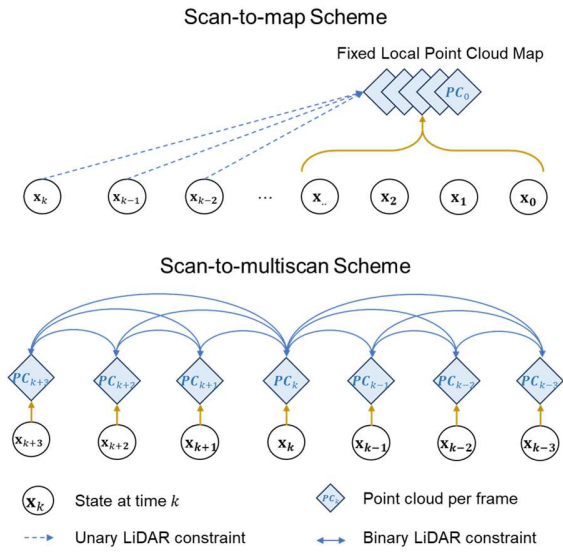 Scan-to-map Scheme
Fixed Local Point Cloud Map
PC₀
xₖ xₖ₋₁ xₖ₋₂ ... x.. x₂ x₁ x₀
Scan-to-multiscan Scheme
PCₖ₊₃ PCₖ₊₂ PCₖ₊₁ PCₖ PCₖ₋₁ PCₖ₋₂ PCₖ₋₃
xₖ₊₃ xₖ₊₂ xₖ₊₁ xₖ xₖ₋₁ xₖ₋₂ xₖ₋₃
xₖ State at time k PCₖ Point cloud per frame
Unary LiDAR constraint Binary LiDAR constraint